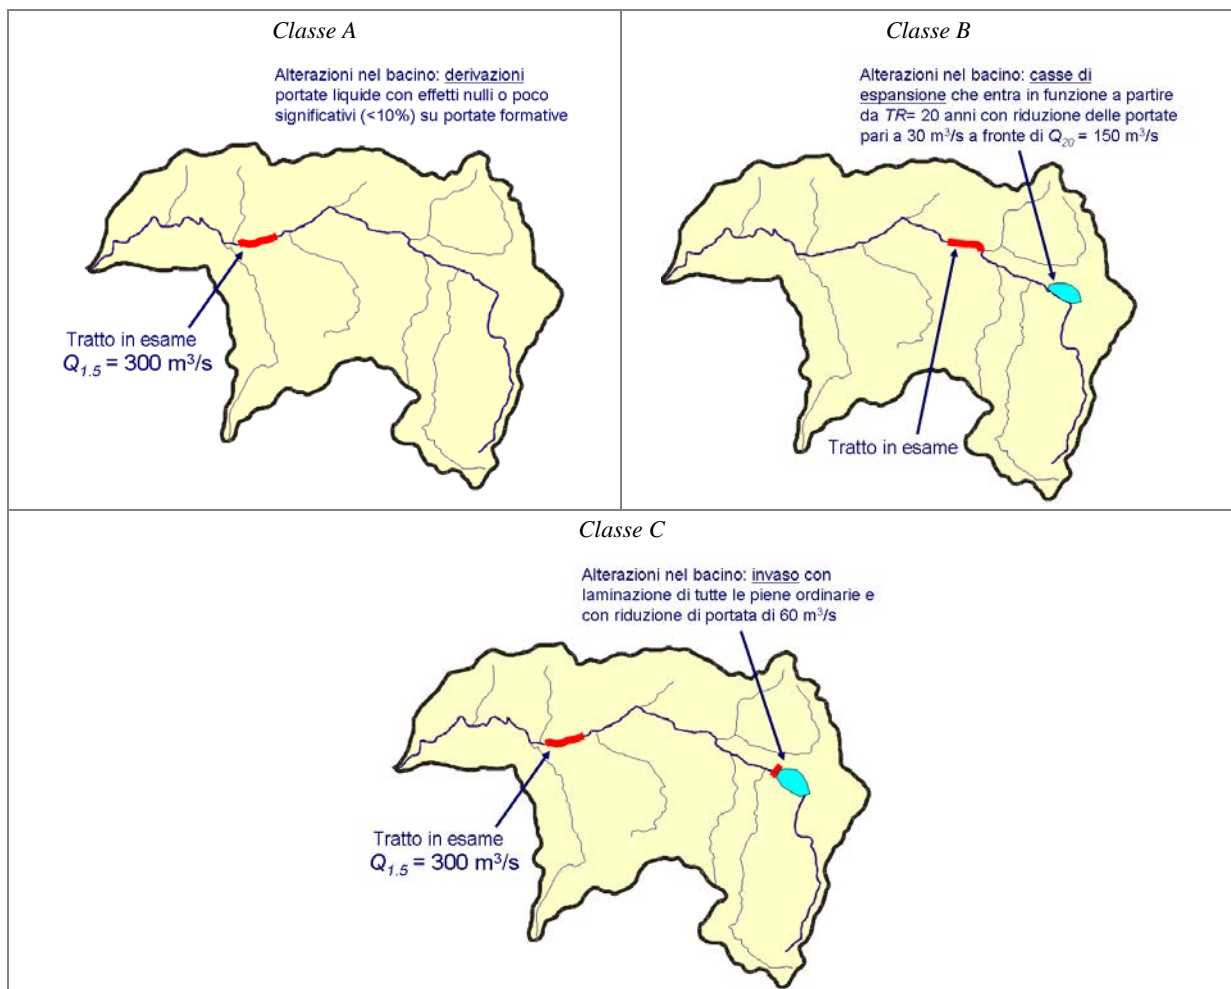 Classe A
Alterazioni nel bacino: derivazioni
portate liquide con effetti nulli o poco
significativi (<10%) su portate formative
Tratto in esame
Q1.5 = 300 m³/s
Classe B
Alterazioni nel bacino: casse di
espansione che entra in funzione a partire
da TR= 20 anni con riduzione delle portate
pari a 30 m³/s a fronte di Q20 = 150 m³/s
Tratto in esame
Classe C
Alterazioni nel bacino: invaso con
laminazione di tutte le piene ordinarie e
con riduzione di portata di 60 m³/s
Tratto in esame
Q1.5 = 300 m³/s